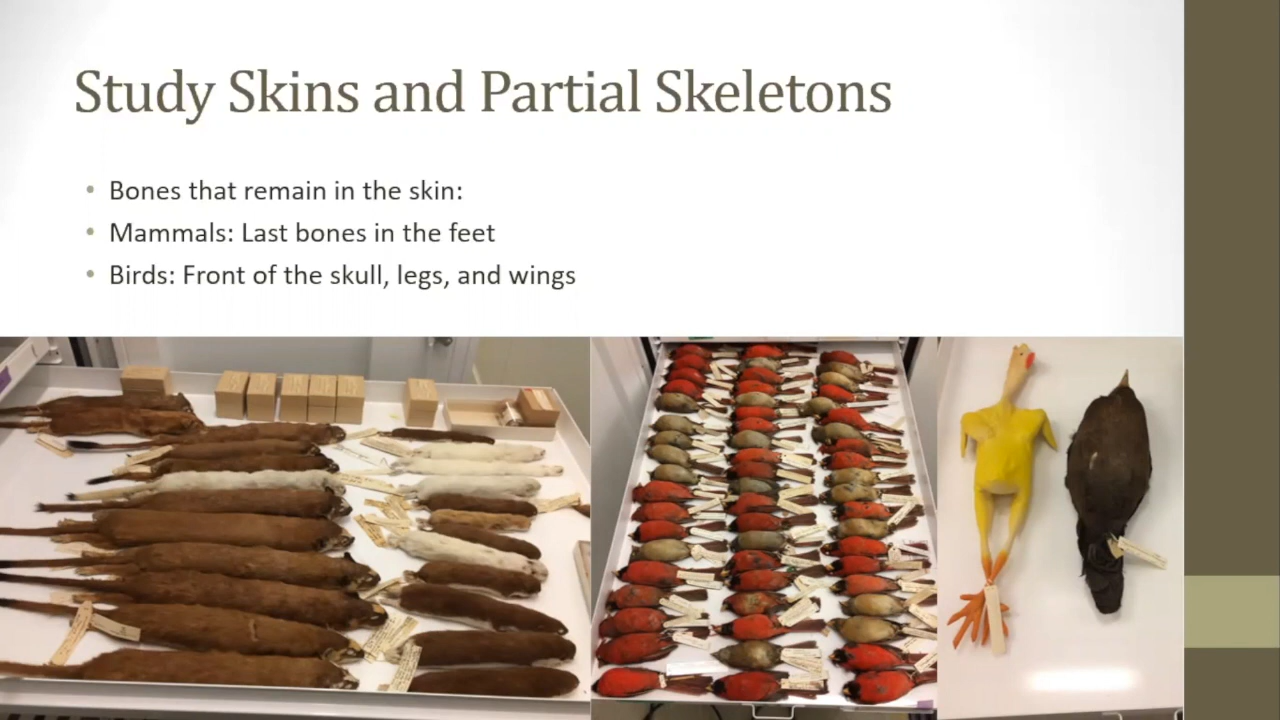 Study Skins and Partial Skeletons
• Bones that remain in the skin:
• Mammals: Last bones in the feet
• Birds: Front of the skull, legs, and wings